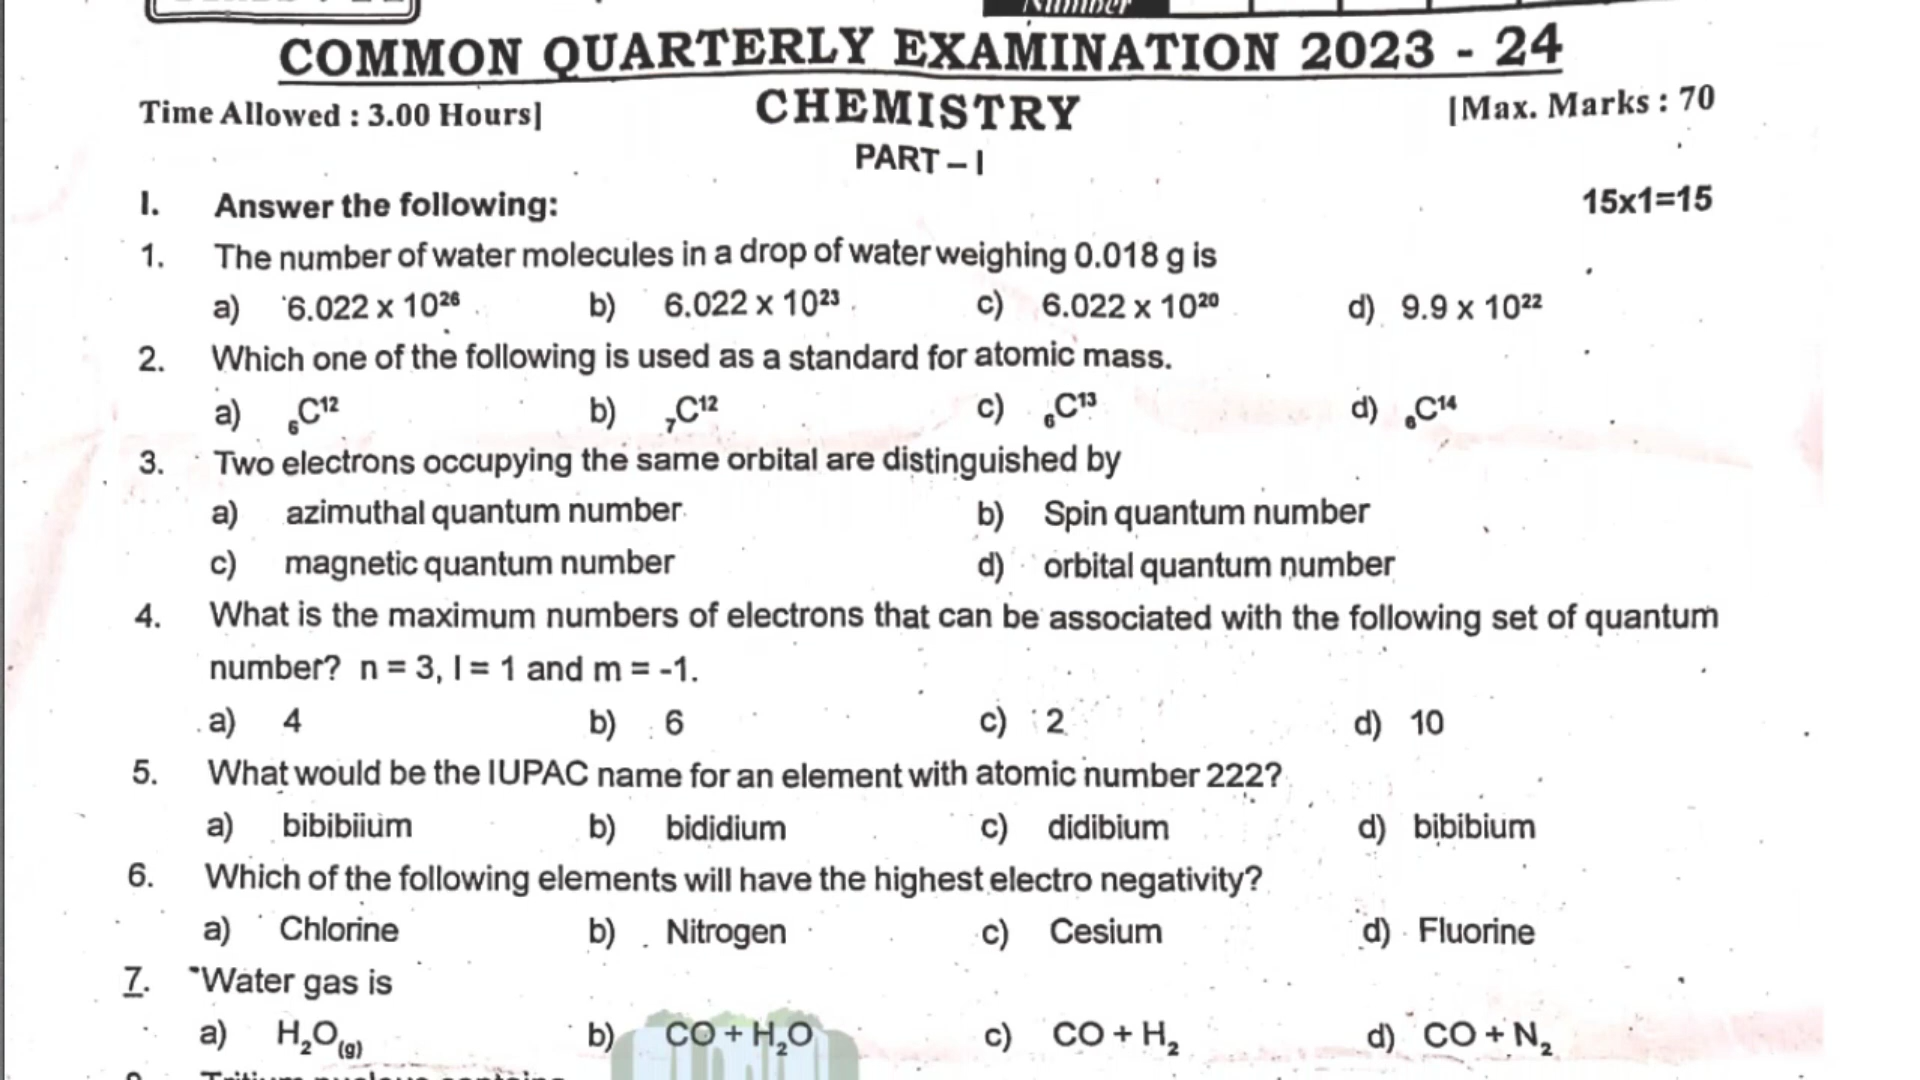 Number
COMMON QUARTERLY EXAMINATION 2023 - 24
Time Allowed : 3.00 Hours]
CHEMISTRY
[Max. Marks : 70
PART – I
I. Answer the following: 15x1=15
1. The number of water molecules in a drop of water weighing 0.018 g is
a) 6.022 x 10²⁶ b) 6.022 x 10²³ c) 6.022 x 10²⁰ d) 9.9 x 10²²
2. Which one of the following is used as a standard for atomic mass.
a) ₆C¹² b) ₇C¹² c) ₆C¹³ d) ₆C¹⁴
3. Two electrons occupying the same orbital are distinguished by
a) azimuthal quantum number b) Spin quantum number
c) magnetic quantum number d) orbital quantum number
4. What is the maximum numbers of electrons that can be associated with the following set of quantum
number? n = 3, l = 1 and m = -1.
a) 4 b) 6 c) 2 d) 10
5. What would be the IUPAC name for an element with atomic number 222?
a) bibibiium b) bididium c) didibium d) bibibium
6. Which of the following elements will have the highest electro negativity?
a) Chlorine b) Nitrogen c) Cesium d) Fluorine
7. Water gas is
a) H₂O₍g₎ b) CO + H₂O c) CO + H₂ d) CO + N₂